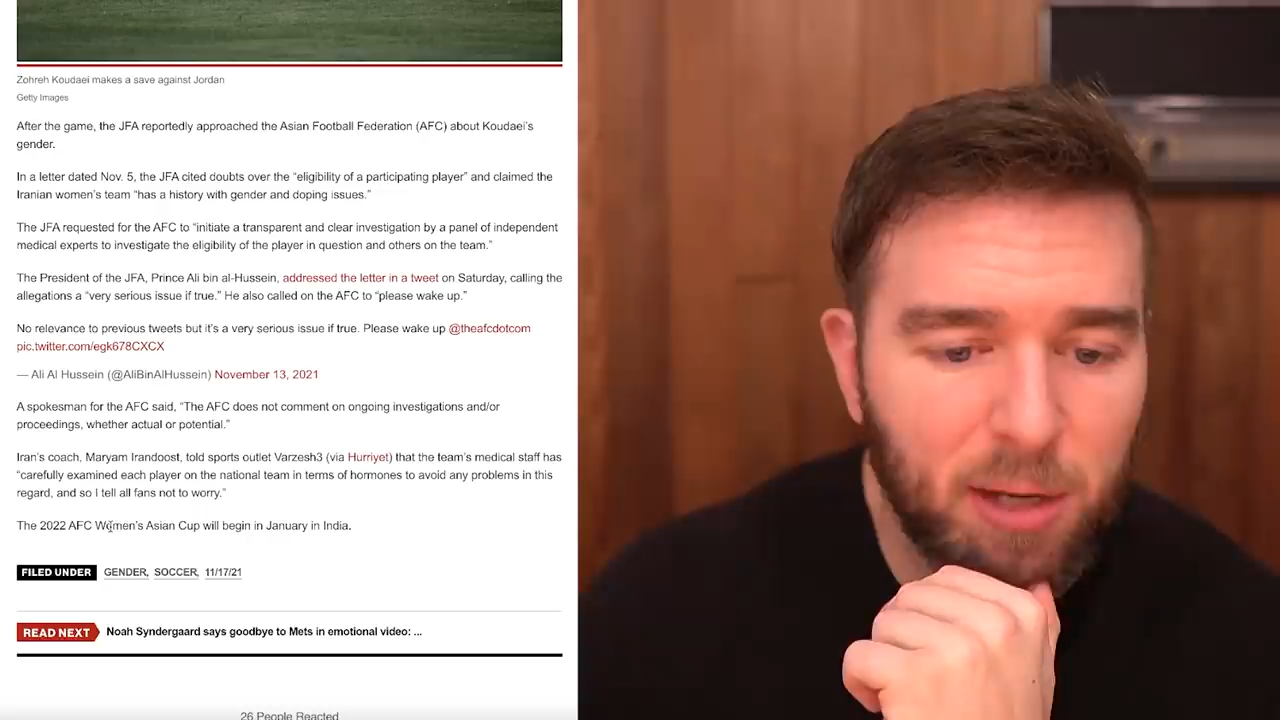 Zohreh Koudaei makes a save against Jordan
Getty Images
After the game, the JFA reportedly approached the Asian Football Federation (AFC) about Koudaei's
gender.
In a letter dated Nov. 5, the JFA cited doubts over the “eligibility of a participating player” and claimed the
Iranian women's team “has a history with gender and doping issues.”
The JFA requested for the AFC to “initiate a transparent and clear investigation by a panel of independent
medical experts to investigate the eligibility of the player in question and others on the team.”
The President of the JFA, Prince Ali bin al-Hussein, addressed the letter in a tweet on Saturday, calling the
allegations a “very serious issue if true.” He also called on the AFC to “please wake up.”
No relevance to previous tweets but it's a very serious issue if true. Please wake up @theafcdotcom
pic.twitter.com/egk678CXCX
— Ali Al Hussein (@AliBinAlHussein) November 13, 2021
A spokesman for the AFC said, “The AFC does not comment on ongoing investigations and/or
proceedings, whether actual or potential.”
Iran's coach, Maryam Irandoost, told sports outlet Varzesh3 (via Hurriyet) that the team's medical staff has
“carefully examined each player on the national team in terms of hormones to avoid any problems in this
regard, and so I tell all fans not to worry.”
The 2022 AFC Women's Asian Cup will begin in January in India.
FILED UNDER GENDER, SOCCER, 11/17/21
READ NEXT Noah Syndergaard says goodbye to Mets in emotional video: ...
26 People Reacted